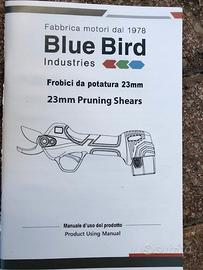 Fabbrica motori dal 1978
Blue Bird
Industries
Frobici da potatura 23mm
23mm Pruning Shears
Manuale d'uso del prodotto
Product Using Manual